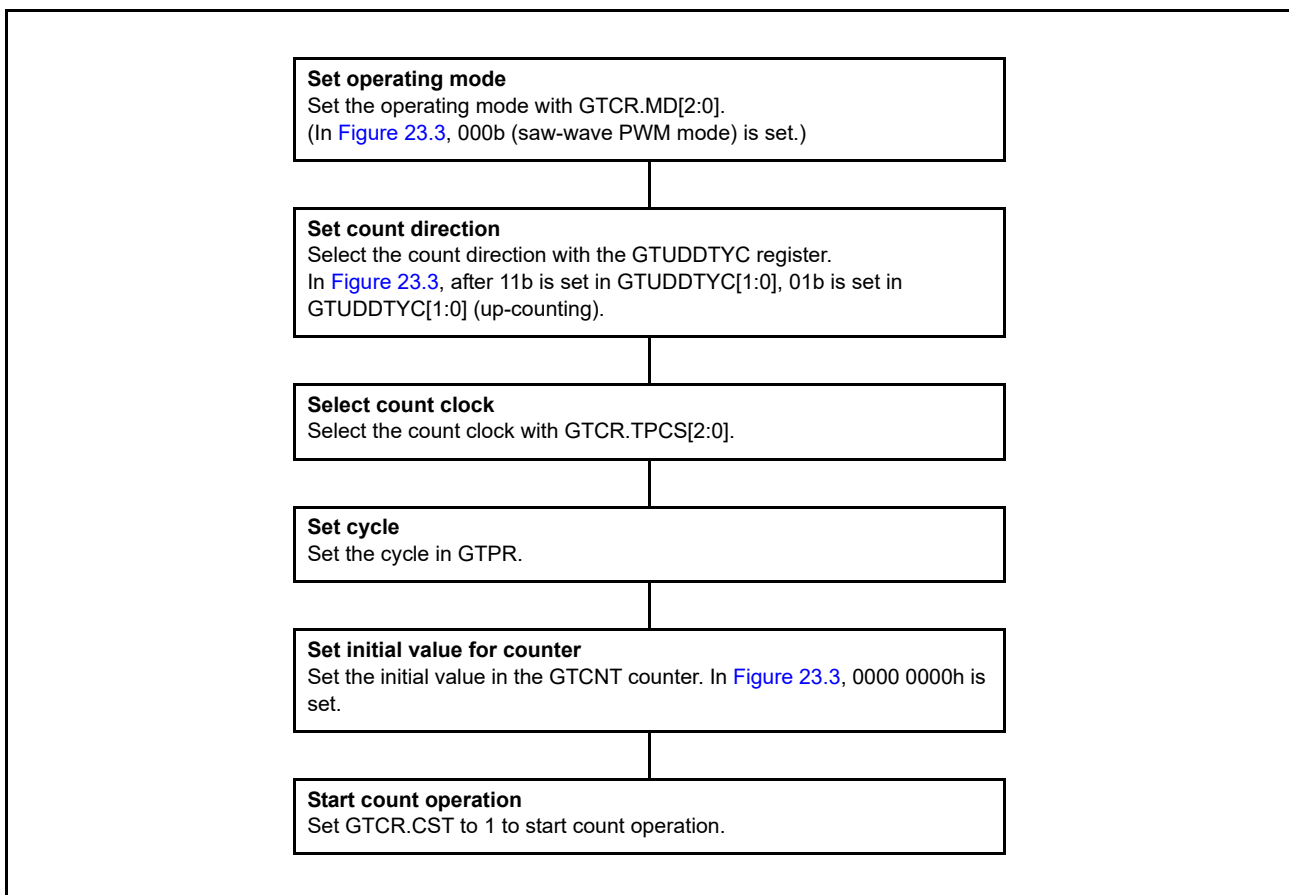 Set operating mode
Set the operating mode with GTCR.MD[2:0].
(In Figure 23.3, 000b (saw-wave PWM mode) is set.)
Set count direction
Select the count direction with the GTUDDTYC register.
In Figure 23.3, after 11b is set in GTUDDTYC[1:0], 01b is set in
GTUDDTYC[1:0] (up-counting).
Select count clock
Select the count clock with GTCR.TPCS[2:0].
Set cycle
Set the cycle in GTPR.
Set initial value for counter
Set the initial value in the GTCNT counter. In Figure 23.3, 0000 0000h is
set.
Start count operation
Set GTCR.CST to 1 to start count operation.